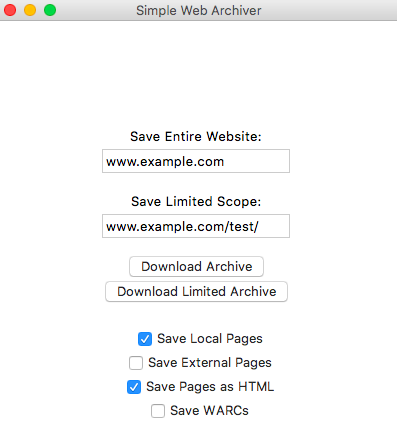 Simple Web Archiver
Save Entire Website:
www.example.com
Save Limited Scope:
www.example.com/test/
Download Archive
Download Limited Archive
Save Local Pages
Save External Pages
Save Pages as HTML
Save WARCs